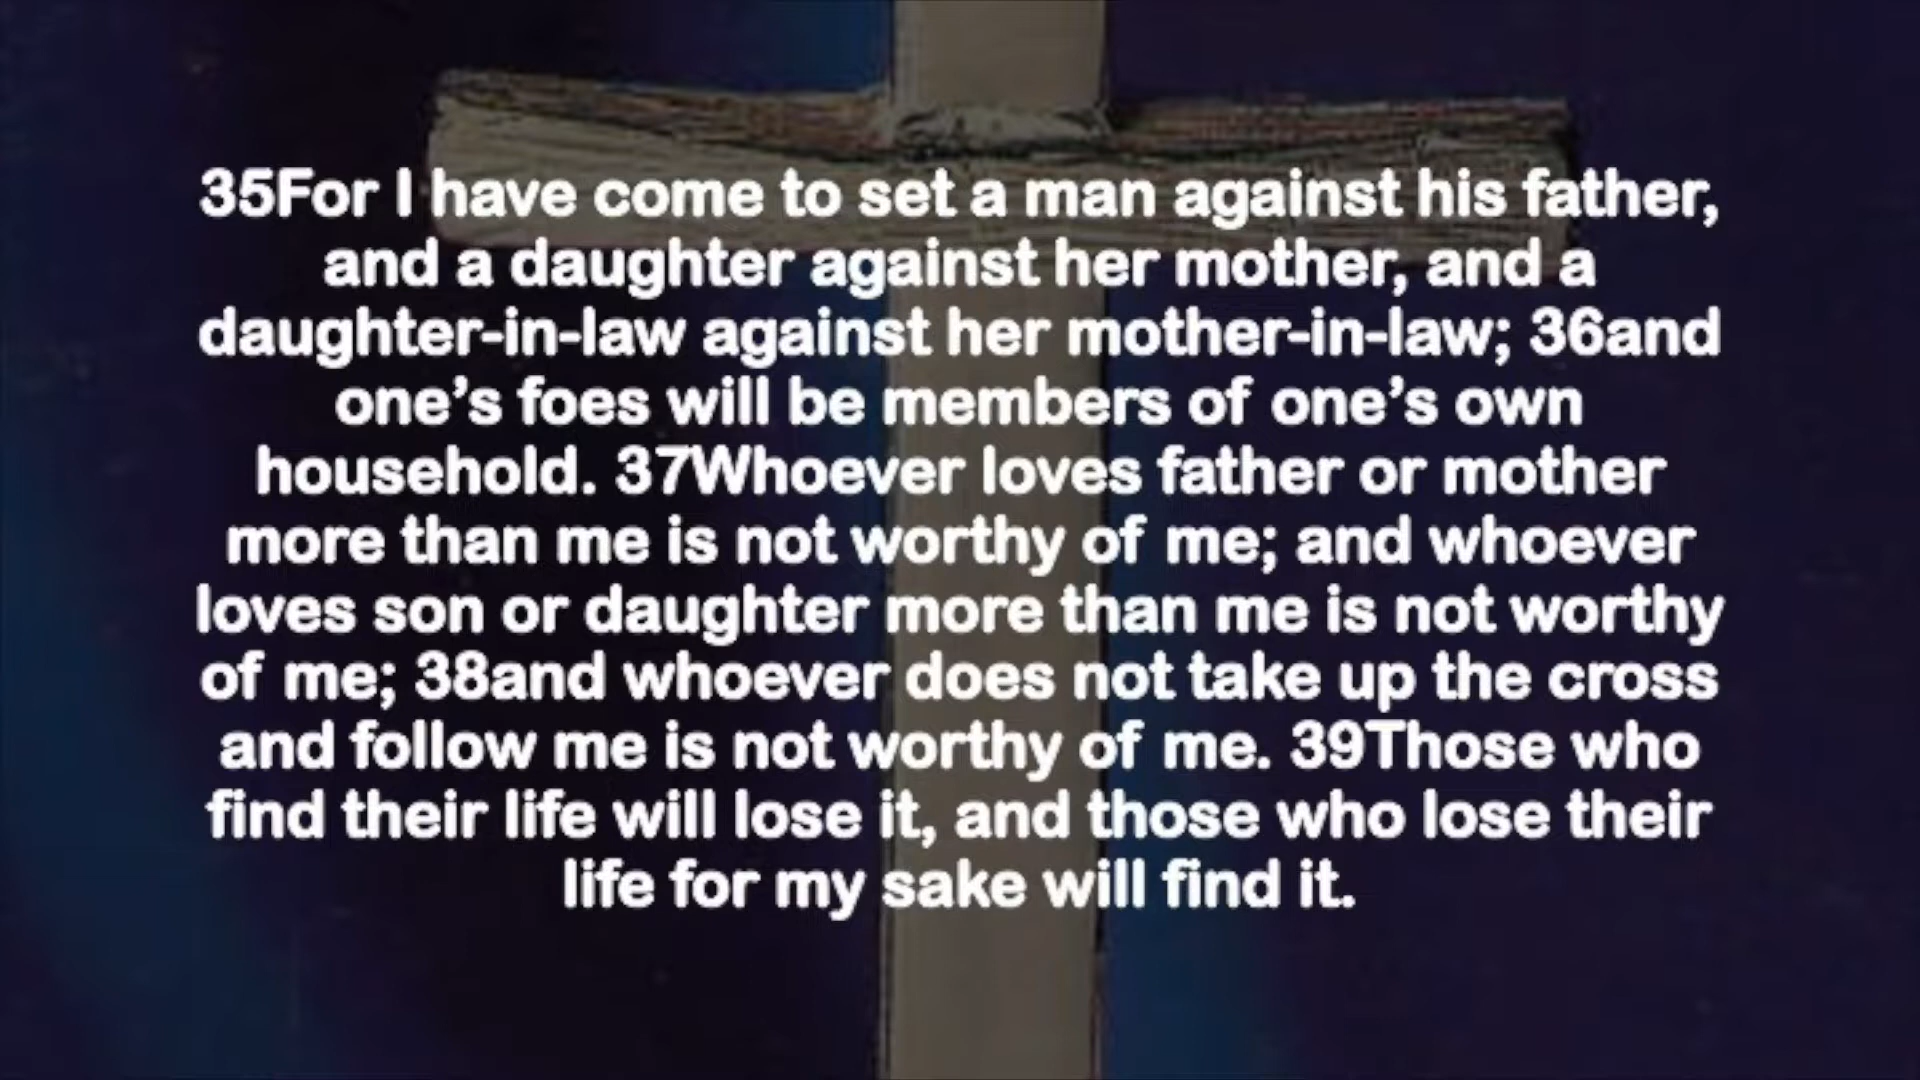 35For I have come to set a man against his father,
and a daughter against her mother, and a
daughter-in-law against her mother-in-law; 36and
one’s foes will be members of one’s own
household. 37Whoever loves father or mother
more than me is not worthy of me; and whoever
loves son or daughter more than me is not worthy
of me; 38and whoever does not take up the cross
and follow me is not worthy of me. 39Those who
find their life will lose it, and those who lose their
life for my sake will find it.